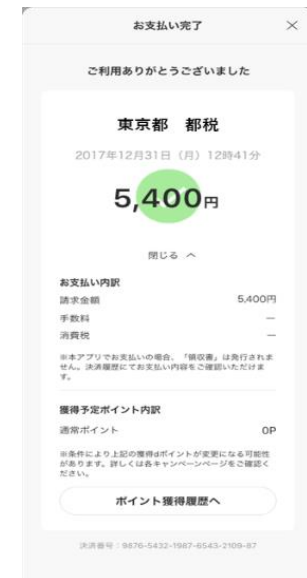 お支払い完了 ×
ご利用ありがとうございました
東京都 都税
2017年12月31日（月）12時41分
5,400円
閉じる
お支払い内訳
請求金額 5,400円
手数料 ー
消費税 ー
※本アプリでお支払いの場合、「領収書」は発行されま
せん。決済履歴にてお支払い内容をご確認いただけま
す。
獲得予定ポイント内訳
通常ポイント 0P
※条件により上記の獲得dポイントが変更になる可能性
があります。詳しくは各キャンペーンページをご確認く
ださい。
ポイント獲得履歴へ
決済番号：9876-5432-1987-6543-2109-87